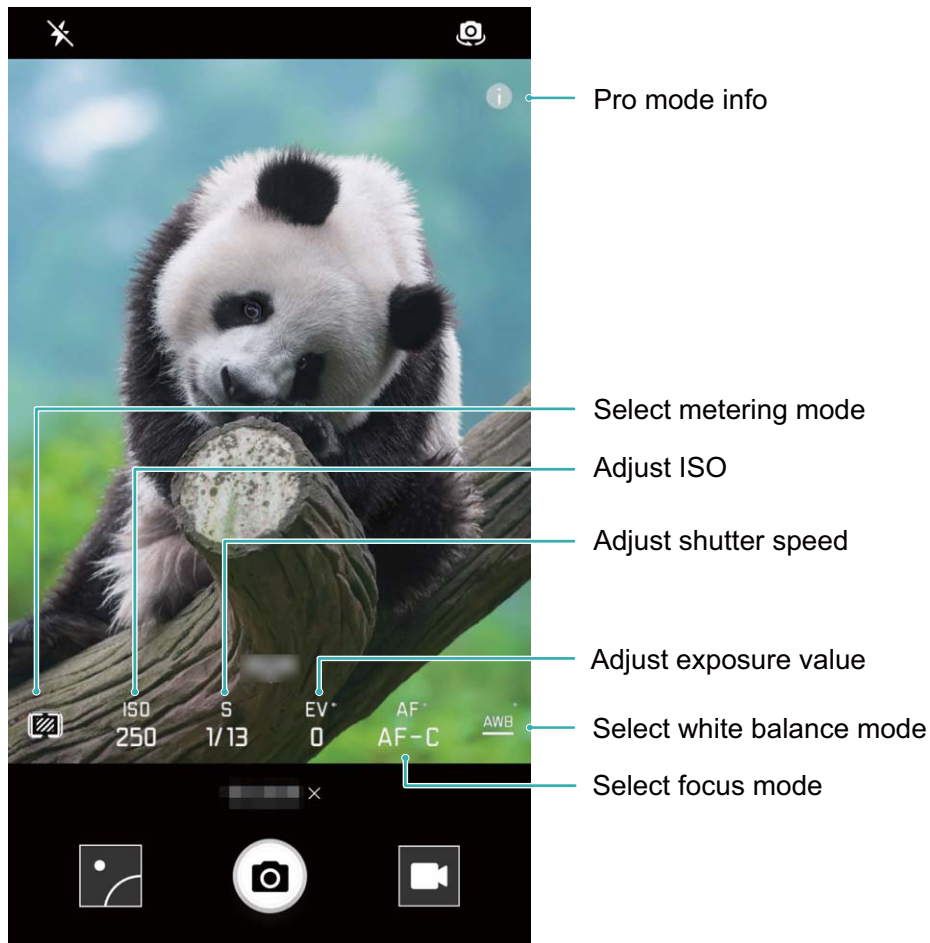 Pro mode info
Select metering mode
Adjust ISO
Adjust shutter speed
Adjust exposure value
ISO S EV AF AWB
250 1/13 0 AF-C
Select white balance mode
Select focus mode